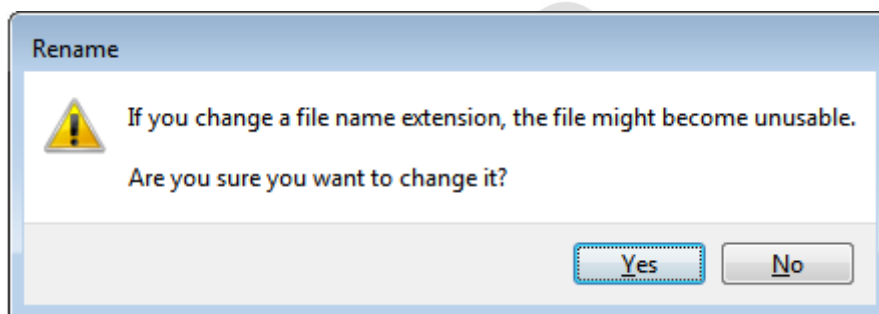 Rename
If you change a file name extension, the file might become unusable.
Are you sure you want to change it?
Yes
No